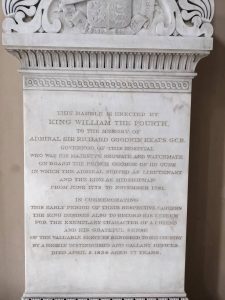 THIS MARBLE IS ERECTED BY
KING WILLIAM THE FOURTH,
TO THE MEMORY OF
ADMIRAL SIR RICHARD GOODWIN KEATS G.C.B.
GOVERNOR OF THIS HOSPITAL
WHO WAS HIS MAJESTY'S SHIPMATE AND WATCHMATE
ON BOARD THE PRINCE GEORGE OF 98 GUNS
IN WHICH THE ADMIRAL SERVED AS LIEUTENANT
AND THE KING AS MIDSHIPMAN
FROM JUNE 1779 TO NOVEMBER 1781.
IN COMMEMORATING
THIS EARLY PERIOD OF THEIR RESPECTIVE CAREERS
THE KING DESIRES ALSO TO RECORD HIS ESTEEM
FOR THE EXEMPLARY CHARACTER OF A FRIEND
AND HIS GRATEFUL SENSE
OF THE VALUABLE SERVICES RENDERED TO HIS COUNTRY
BY A HIGHLY DISTINGUISHED AND GALLANT OFFICER.
DIED APRIL 5 1834 AGED 77 YEARS.